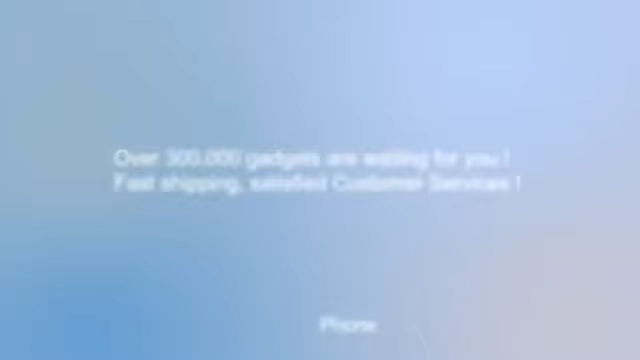 Over 300.000 gadgets are waiting for you !
Fast shipping, satisfied Customer Services !
Phone